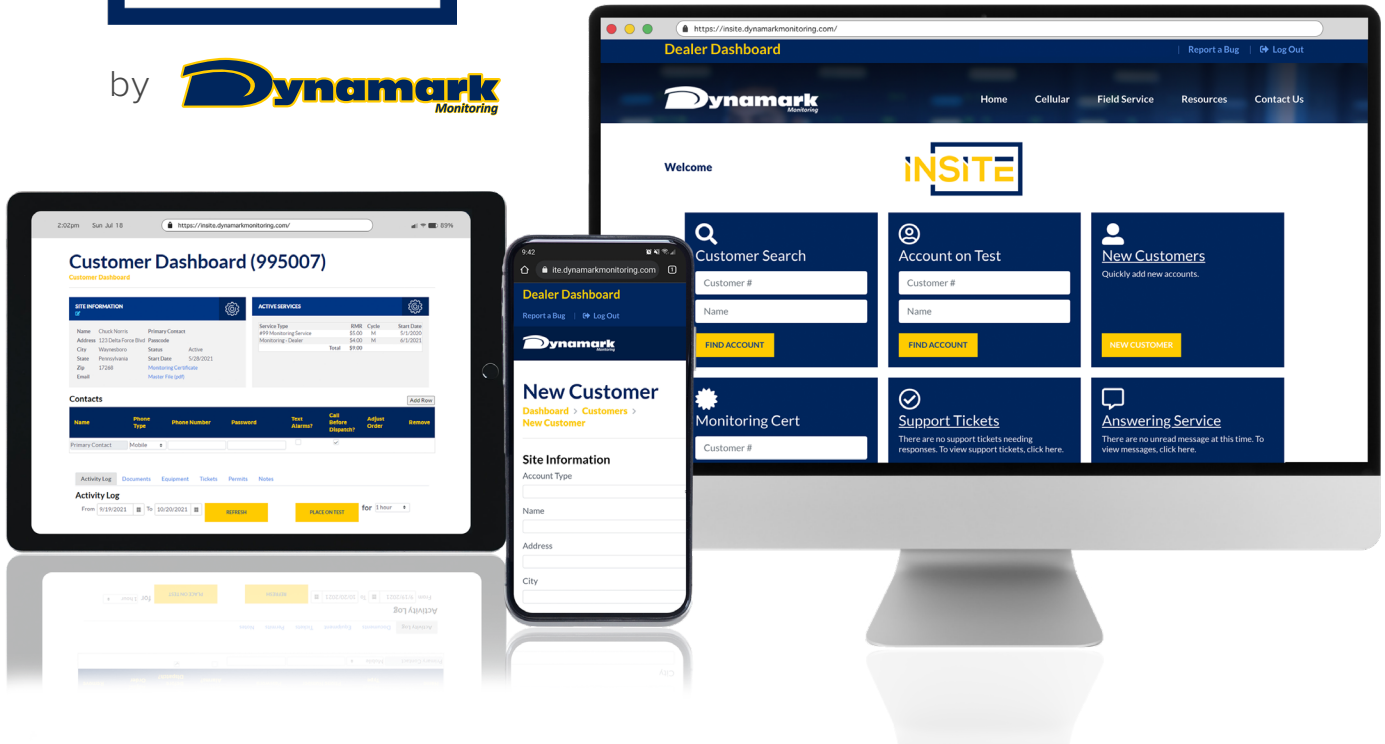 by Dynamark
Monitoring
https://insite.dynamarkmonitoring.com/
Dealer Dashboard
Report a Bug | Log Out
Dynamark
Monitoring
Home Cellular Field Service Resources Contact Us
Welcome
iNSiTE
Customer Search
Customer #
Name
FIND ACCOUNT
Account on Test
Customer #
Name
FIND ACCOUNT
New Customers
Quickly add new accounts.
NEW CUSTOMER
Monitoring Cert
Customer #
Support Tickets
There are no support tickets needing
responses. To view support tickets, click here.
Answering Service
There are no unread message at this time. To
view messages, click here.
2:02pm Sun Jul 18 https://insite.dynamarkmonitoring.com/ 89%
Customer Dashboard (995007)
Customer Dashboard
SITE INFORMATION
Name Chuck Norris Primary Contact
Address 123 Delta Force Blvd Passcode
City Waynesboro Status Active
State Pennsylvania Start Date 5/28/2021
Zip 17268 Monitoring Certificate
Email Master File (pdf)
ACTIVE SERVICES
Service Type RMR Cycle Start Date
#99 Monitoring Service $5.00 M 5/1/2020
Monitoring - Dealer $4.00 M 6/1/2021
Total $9.00
Contacts Add Row
Name Phone Type Phone Number Password Text Alarms? Call Before Dispatch? Adjust Order Remove
Primary Contact Mobile
Activity Log Documents Equipment Tickets Permits Notes
Activity Log
From 9/19/2021 To 10/20/2021 REFRESH PLACE ON TEST for 1 hour
9:42
ite.dynamarkmonitoring.com
Dealer Dashboard
Report a Bug | Log Out
Dynamark
Monitoring
New Customer
Dashboard > Customers >
New Customer
Site Information
Account Type
Name
Address
City